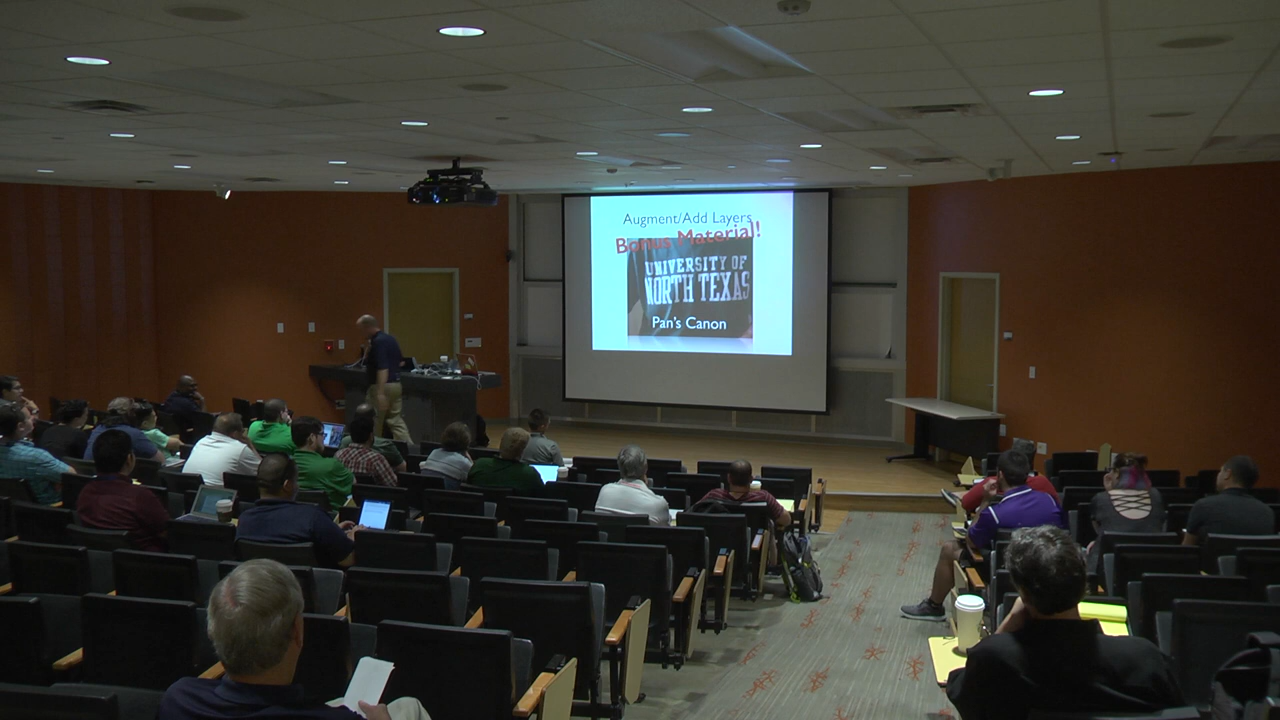 Augment/Add Layers
Bonus Material!
UNIVERSITY OF
NORTH TEXAS
Pan's Canon